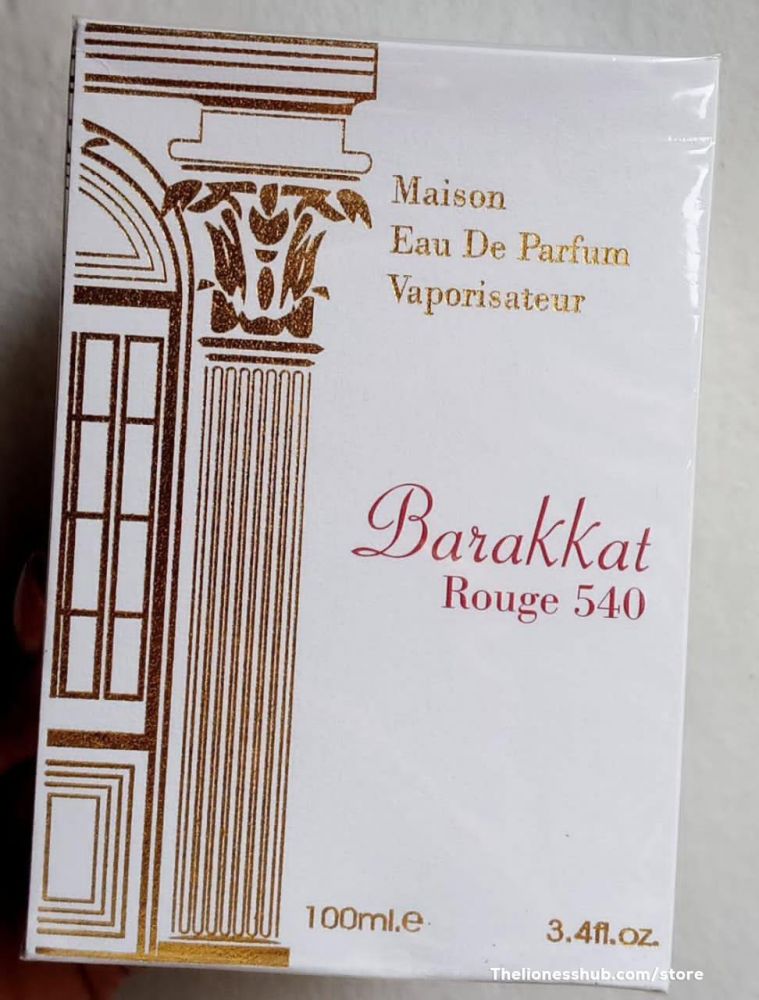 Maison
Eau De Parfum
Vaporisateur
Barakkat
Rouge 540
100ml.e
3.4fl.oz.
Thelionesshub.com/store